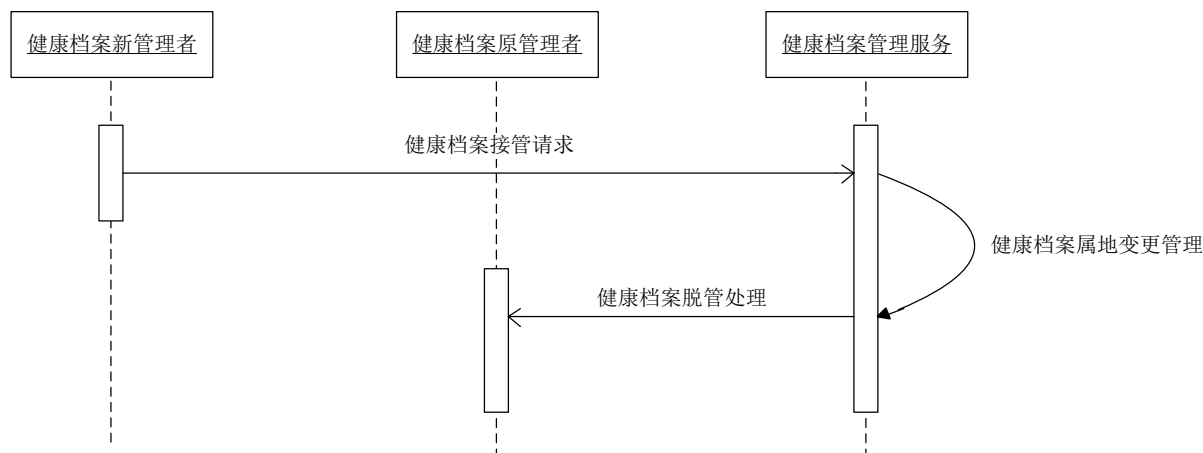 健康档案新管理者
健康档案原管理者
健康档案管理服务
健康档案接管请求
健康档案属地变更管理
健康档案脱管处理